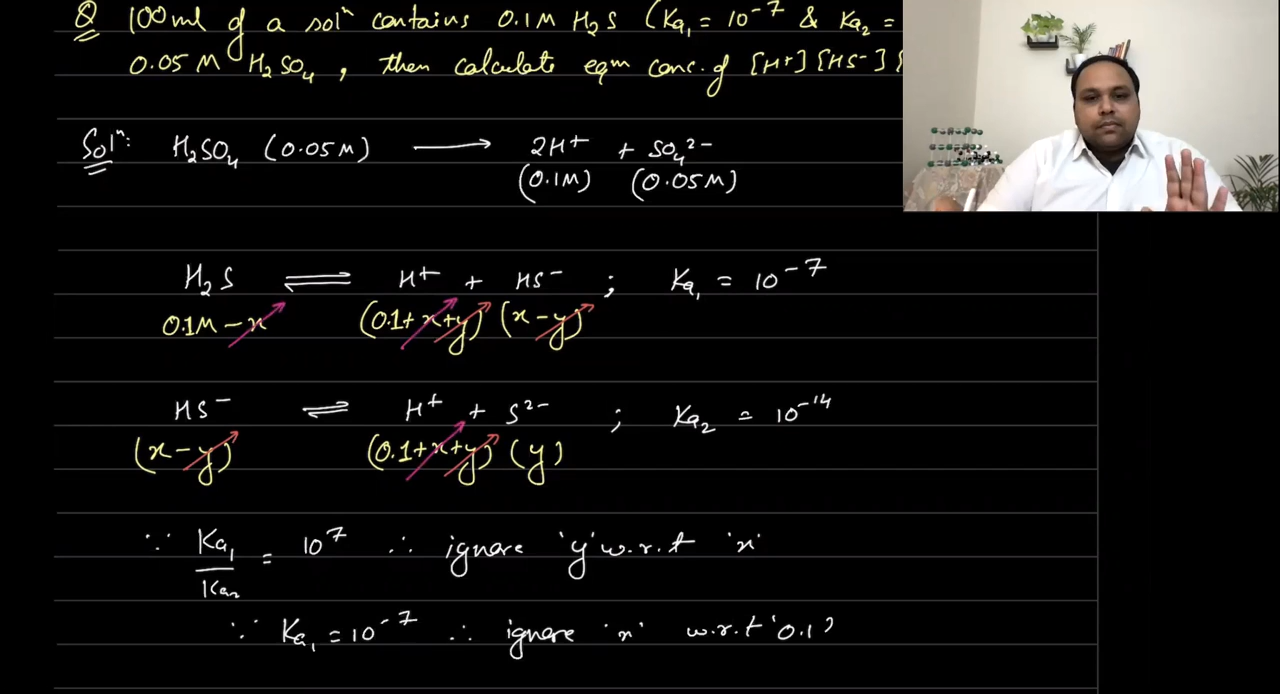 Q 100ml of a solⁿ contains 0.1M H₂S (Ka₁ = 10⁻⁷ & Ka₂ =
0.05 M H₂SO₄, then calculate eqm conc. of [H+] [HS⁻] [
Solⁿ: H₂SO₄ (0.05M) ⟶ 2H+ + SO₄²⁻
(0.1M) (0.05M)
H₂S ⇌ H+ + HS⁻ ; Ka₁ = 10⁻⁷
0.1M - x (0.1+x+y) (x-y)
HS⁻ ⇌ H+ + S²⁻ ; Ka₂ = 10⁻¹⁴
(x-y) (0.1+x+y) (y)
∵ Ka₁/Ka₂ = 10⁷ ∴ ignore 'y' w.r.t 'x'
∵ Ka₁ = 10⁻⁷ ∴ ignore 'x' w.r.t '0.1'